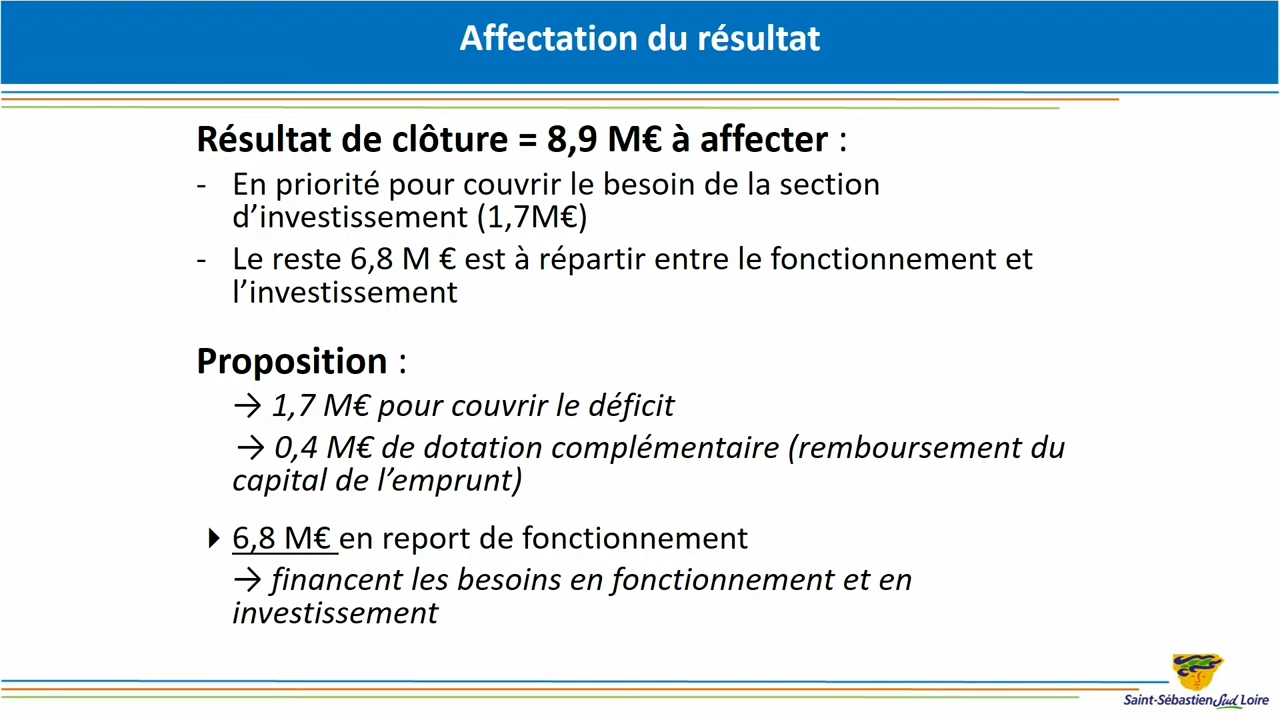 Affectation du résultat
Résultat de clôture = 8,9 M€ à affecter :
- En priorité pour couvrir le besoin de la section
d’investissement (1,7M€)
- Le reste 6,8 M € est à répartir entre le fonctionnement et
l’investissement
Proposition :
→ 1,7 M€ pour couvrir le déficit
→ 0,4 M€ de dotation complémentaire (remboursement du
capital de l’emprunt)
6,8 M€ en report de fonctionnement
→ financent les besoins en fonctionnement et en
investissement
Saint-Sébastien Sud Loire